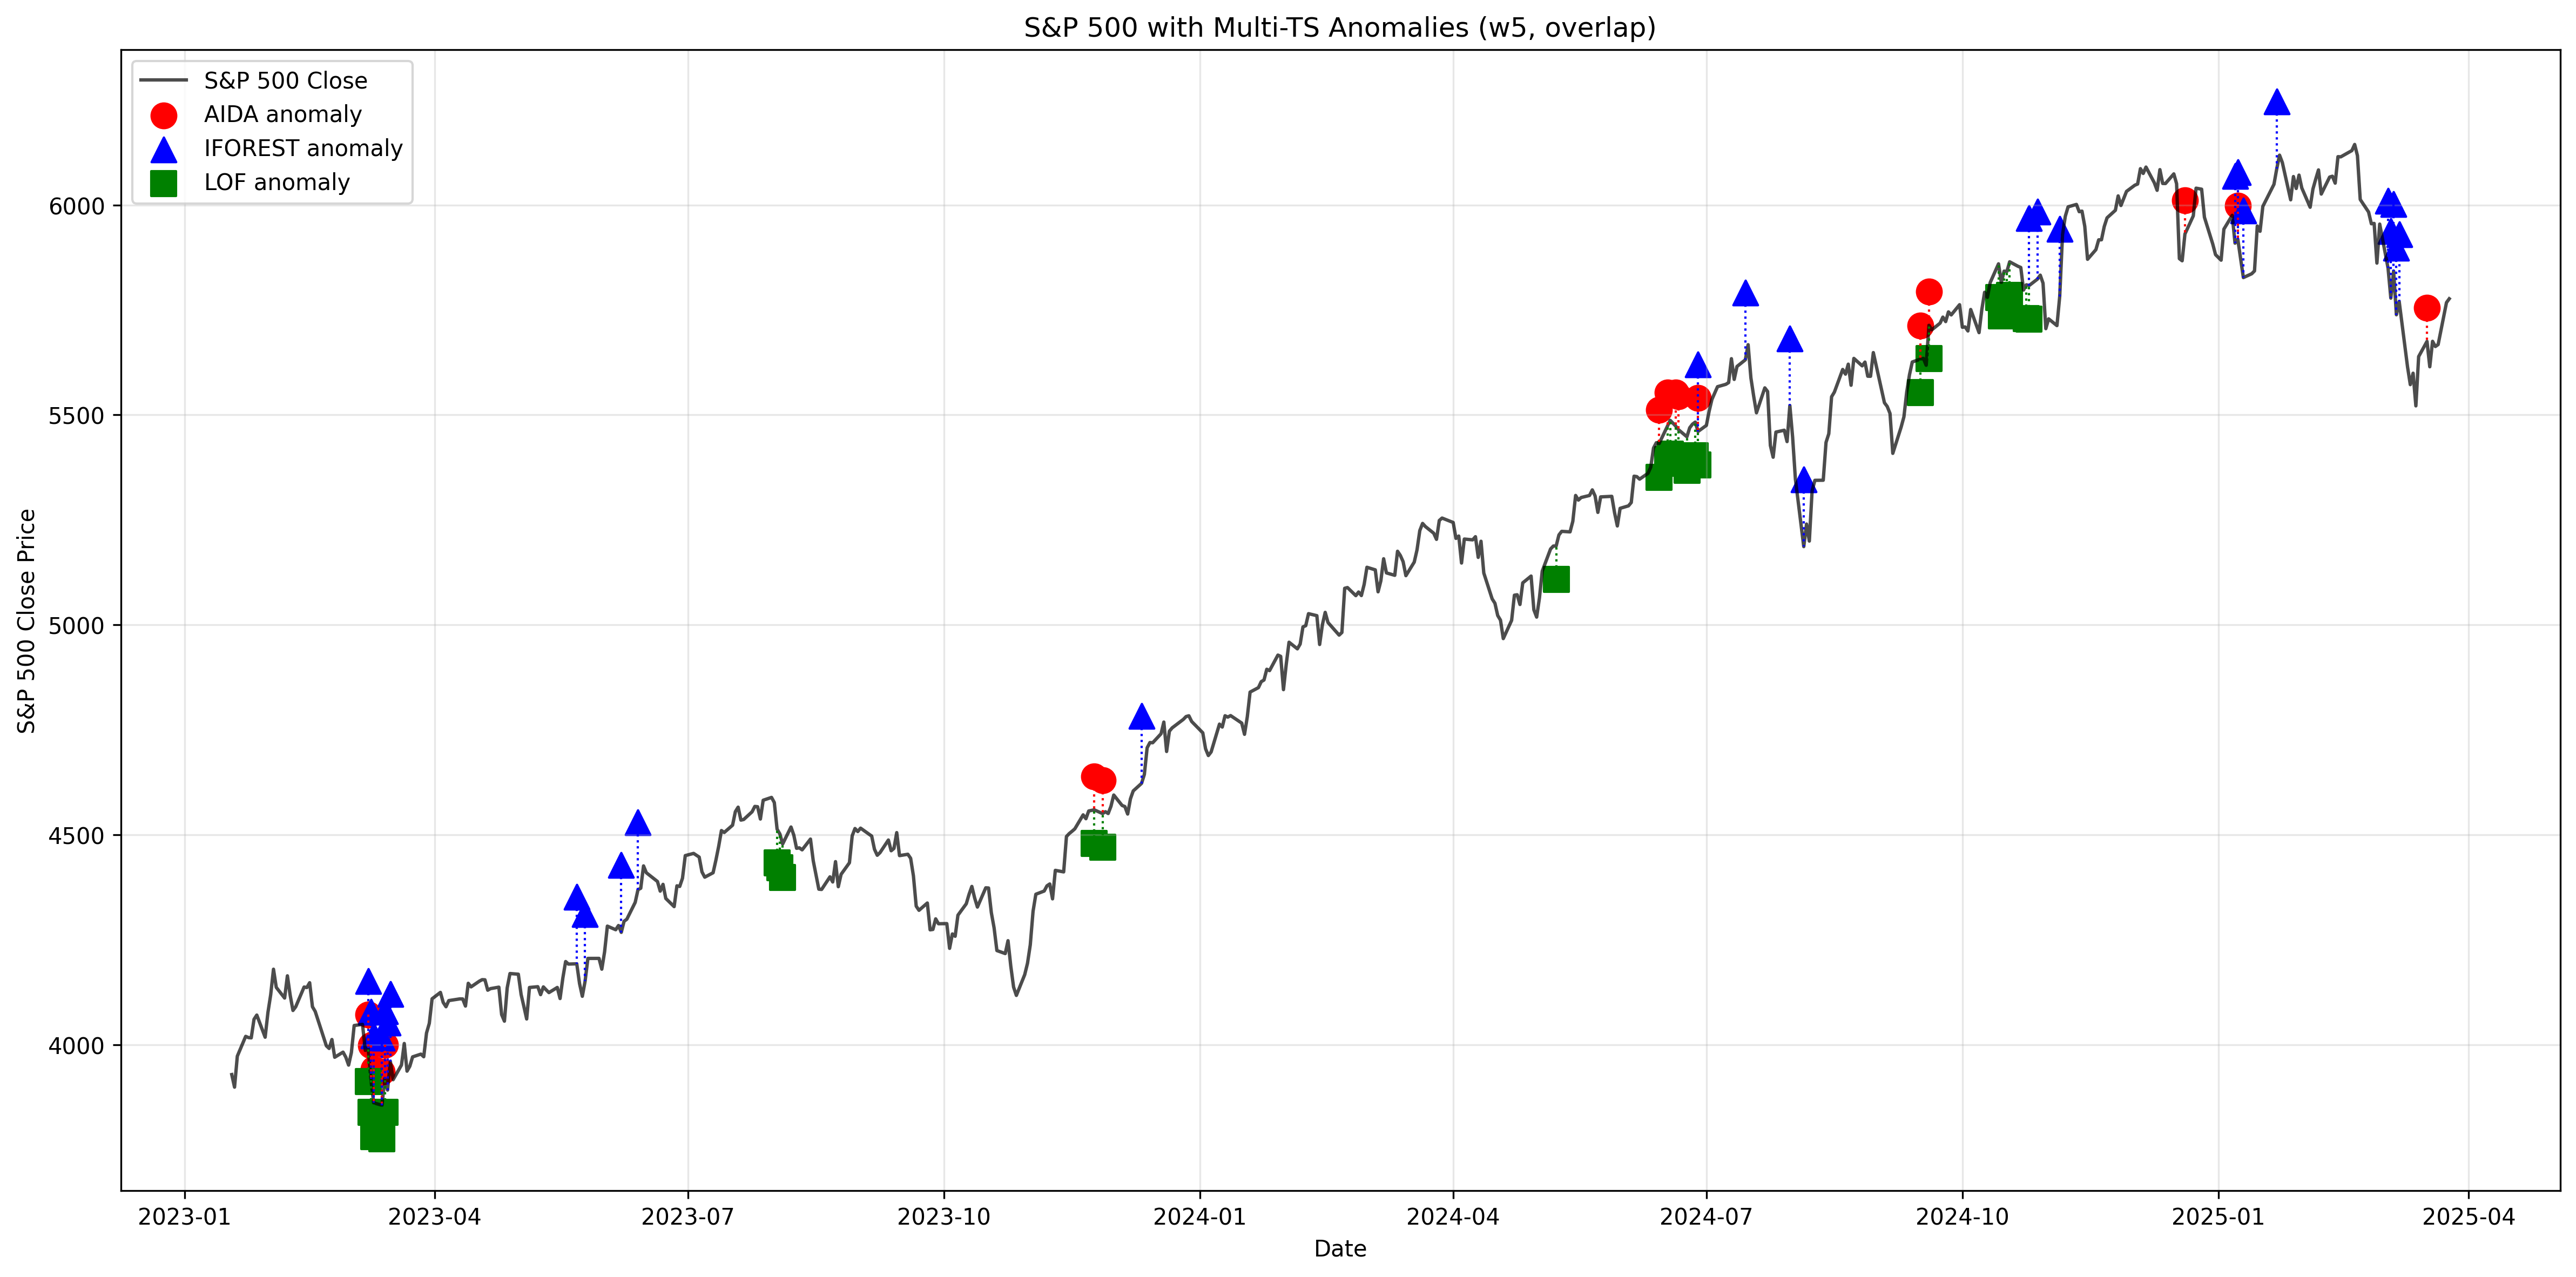 S&P 500 with Multi-TS Anomalies (w5, overlap)
S&P 500 Close
AIDA anomaly
IFOREST anomaly
LOF anomaly
S&P 500 Close Price
6000
5500
5000
4500
4000
2023-01
2023-04
2023-07
2023-10
2024-01
2024-04
2024-07
2024-10
2025-01
2025-04
Date